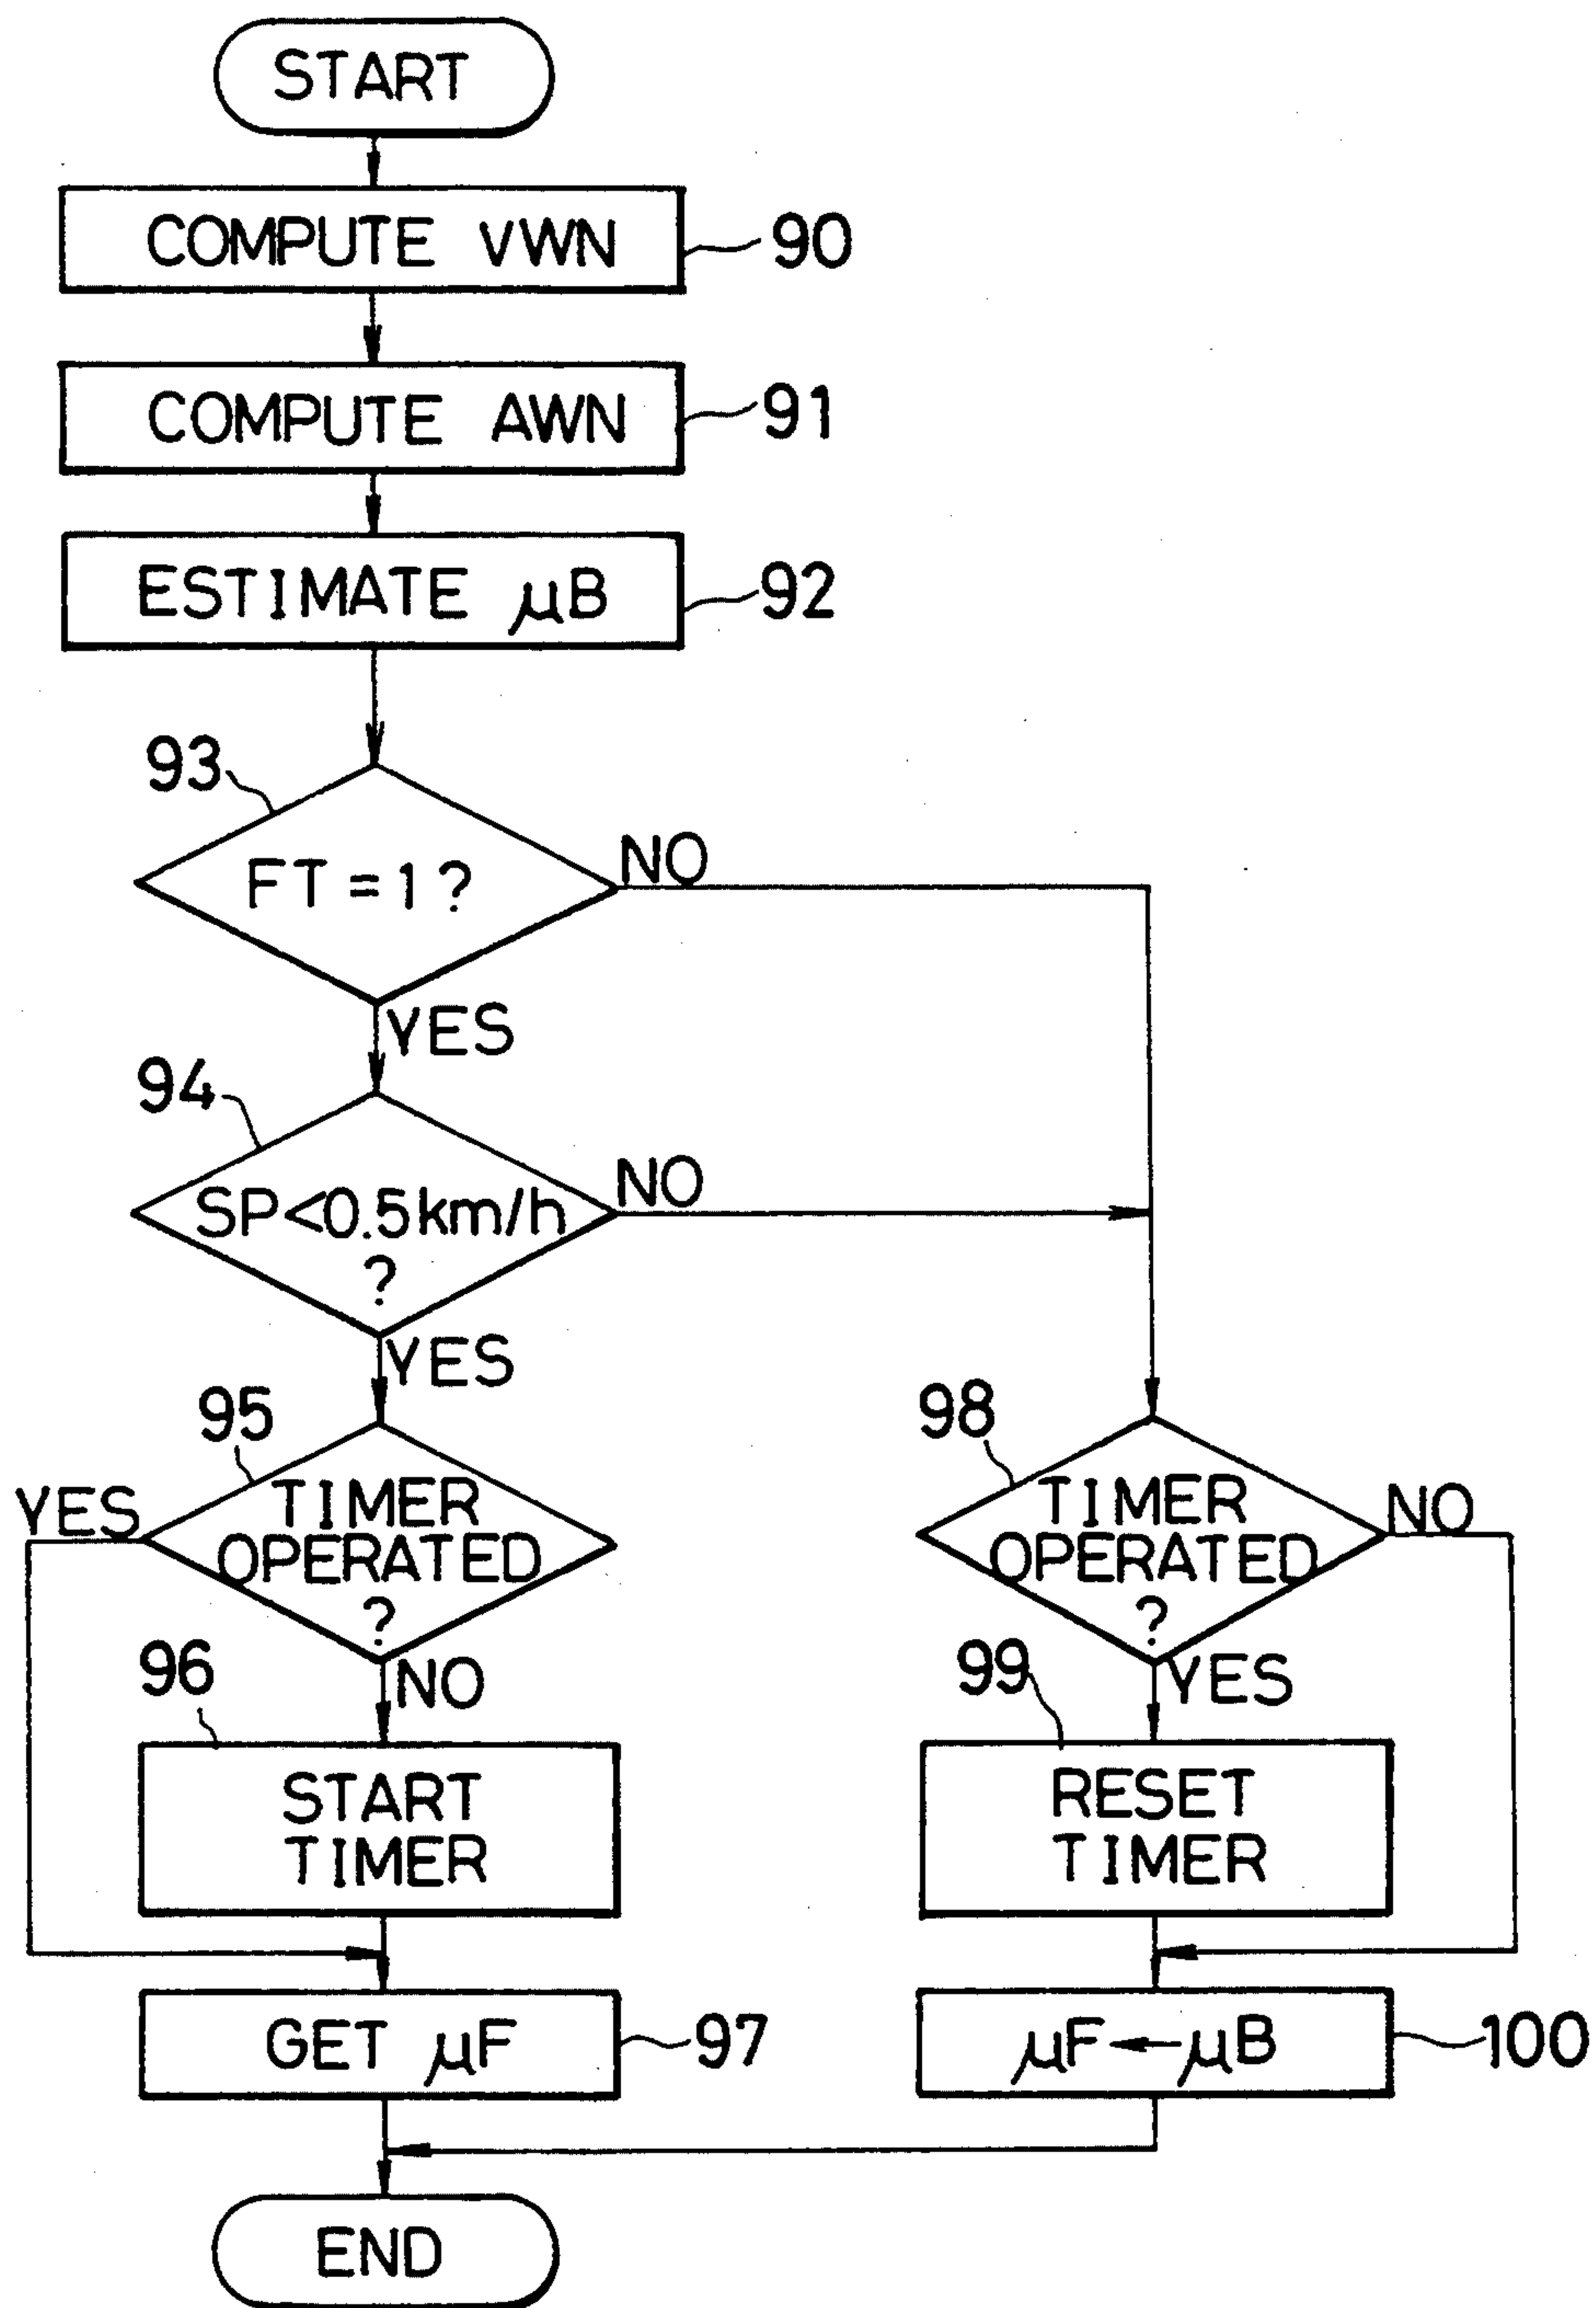 START
COMPUTE VWN
90
COMPUTE AWN
91
ESTIMATE μB
92
93
FT = 1 ?
NO
YES
94
SP<0.5km/h
?
NO
YES
95
TIMER
OPERATED
?
YES
NO
98
TIMER
OPERATED
?
NO
YES
96
START
TIMER
99
RESET
TIMER
GET μF
97
μF ← μB
100
END